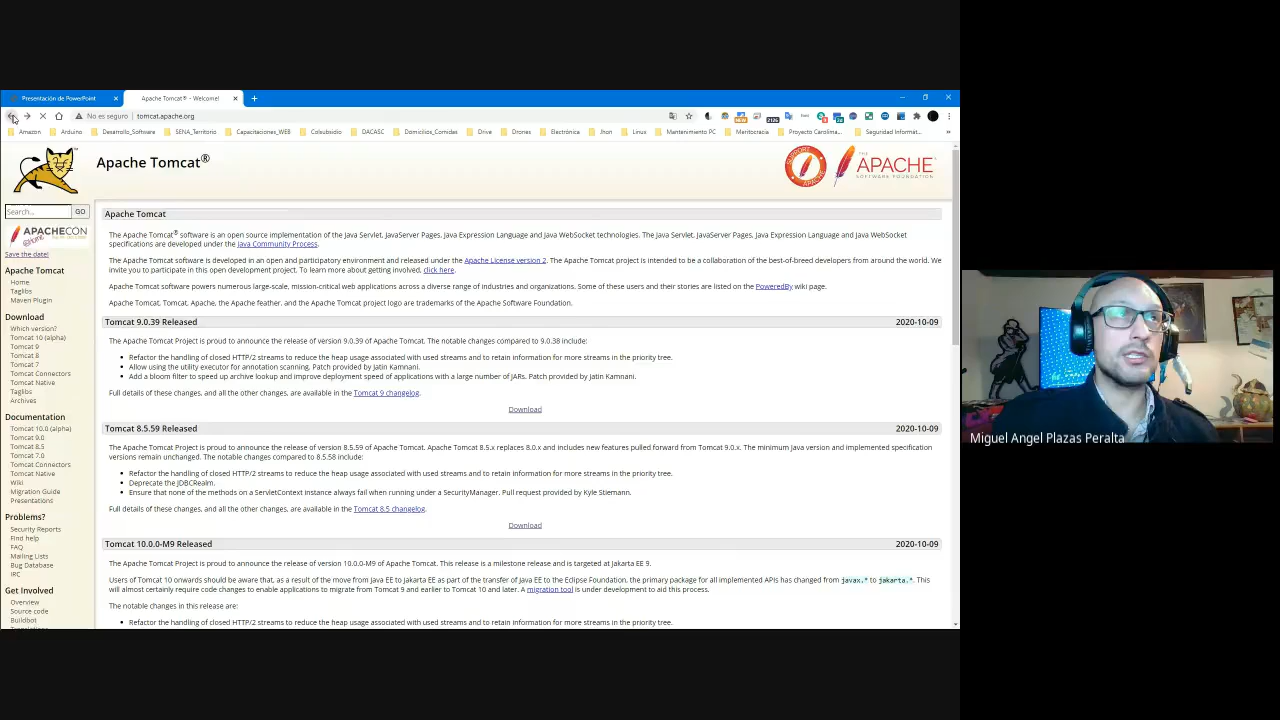 Presentación de PowerPoint
Apache Tomcat® - Welcome!
No es seguro | tomcat.apache.org
Amazon Arduino Desarrollo_Software SENA_Territorio Capacitaciones_WEB Colsubsidio DACASC Domicilios_Comidas Drive Drones Electrónica Jhon Linux Mantenimiento PC Meritocracia Proyecto Carolima... Seguridad Informát... »
Apache Tomcat®
SUPPORT APACHE
THE APACHE SOFTWARE FOUNDATION
Search... GO
APACHECON
@Home
Save the date!
Apache Tomcat
Home
Taglibs
Maven Plugin
Download
Which version?
Tomcat 10 (alpha)
Tomcat 9
Tomcat 8
Tomcat 7
Tomcat Connectors
Tomcat Native
Taglibs
Archives
Documentation
Tomcat 10.0 (alpha)
Tomcat 9.0
Tomcat 8.5
Tomcat 7.0
Tomcat Connectors
Tomcat Native
Wiki
Migration Guide
Presentations
Problems?
Security Reports
Find help
FAQ
Mailing Lists
Bug Database
IRC
Get Involved
Overview
Source code
Buildbot
Apache Tomcat
The Apache Tomcat® software is an open source implementation of the Java Servlet, JavaServer Pages, Java Expression Language and Java WebSocket technologies. The Java Servlet, JavaServer Pages, Java Expression Language and Java WebSocket
specifications are developed under the Java Community Process.
The Apache Tomcat software is developed in an open and participatory environment and released under the Apache License version 2. The Apache Tomcat project is intended to be a collaboration of the best-of-breed developers from around the world. We
invite you to participate in this open development project. To learn more about getting involved, click here.
Apache Tomcat software powers numerous large-scale, mission-critical web applications across a diverse range of industries and organizations. Some of these users and their stories are listed on the PoweredBy wiki page.
Apache Tomcat, Tomcat, Apache, the Apache feather, and the Apache Tomcat project logo are trademarks of the Apache Software Foundation.
Tomcat 9.0.39 Released 2020-10-09
The Apache Tomcat Project is proud to announce the release of version 9.0.39 of Apache Tomcat. The notable changes compared to 9.0.38 include:
• Refactor the handling of closed HTTP/2 streams to reduce the heap usage associated with used streams and to retain information for more streams in the priority tree.
• Allow using the utility executor for annotation scanning. Patch provided by Jatin Kamnani.
• Add a bloom filter to speed up archive lookup and improve deployment speed of applications with a large number of JARs. Patch provided by Jatin Kamnani.
Full details of these changes, and all the other changes, are available in the Tomcat 9 changelog.
Download
Tomcat 8.5.59 Released 2020-10-09
The Apache Tomcat Project is proud to announce the release of version 8.5.59 of Apache Tomcat. Apache Tomcat 8.5.x replaces 8.0.x and includes new features pulled forward from Tomcat 9.0.x. The minimum Java version and implemented specification
versions remain unchanged. The notable changes compared to 8.5.58 include:
• Refactor the handling of closed HTTP/2 streams to reduce the heap usage associated with used streams and to retain information for more streams in the priority tree.
• Deprecate the JDBCRealm.
• Ensure that none of the methods on a ServletContext instance always fail when running under a SecurityManager. Pull request provided by Kyle Stiemann.
Full details of these changes, and all the other changes, are available in the Tomcat 8.5 changelog.
Download
Tomcat 10.0.0-M9 Released 2020-10-09
The Apache Tomcat Project is proud to announce the release of version 10.0.0-M9 of Apache Tomcat. This release is a milestone release and is targeted at Jakarta EE 9.
Users of Tomcat 10 onwards should be aware that, as a result of the move from Java EE to Jakarta EE as part of the transfer of Java EE to the Eclipse Foundation, the primary package for all implemented APIs has changed from javax.* to jakarta.*. This
will almost certainly require code changes to enable applications to migrate from Tomcat 9 and earlier to Tomcat 10 and later. A migration tool is under development to aid this process.
The notable changes in this release are:
• Refactor the handling of closed HTTP/2 streams to reduce the heap usage associated with used streams and to retain information for more streams in the priority tree.
Miguel Angel Plazas Peralta